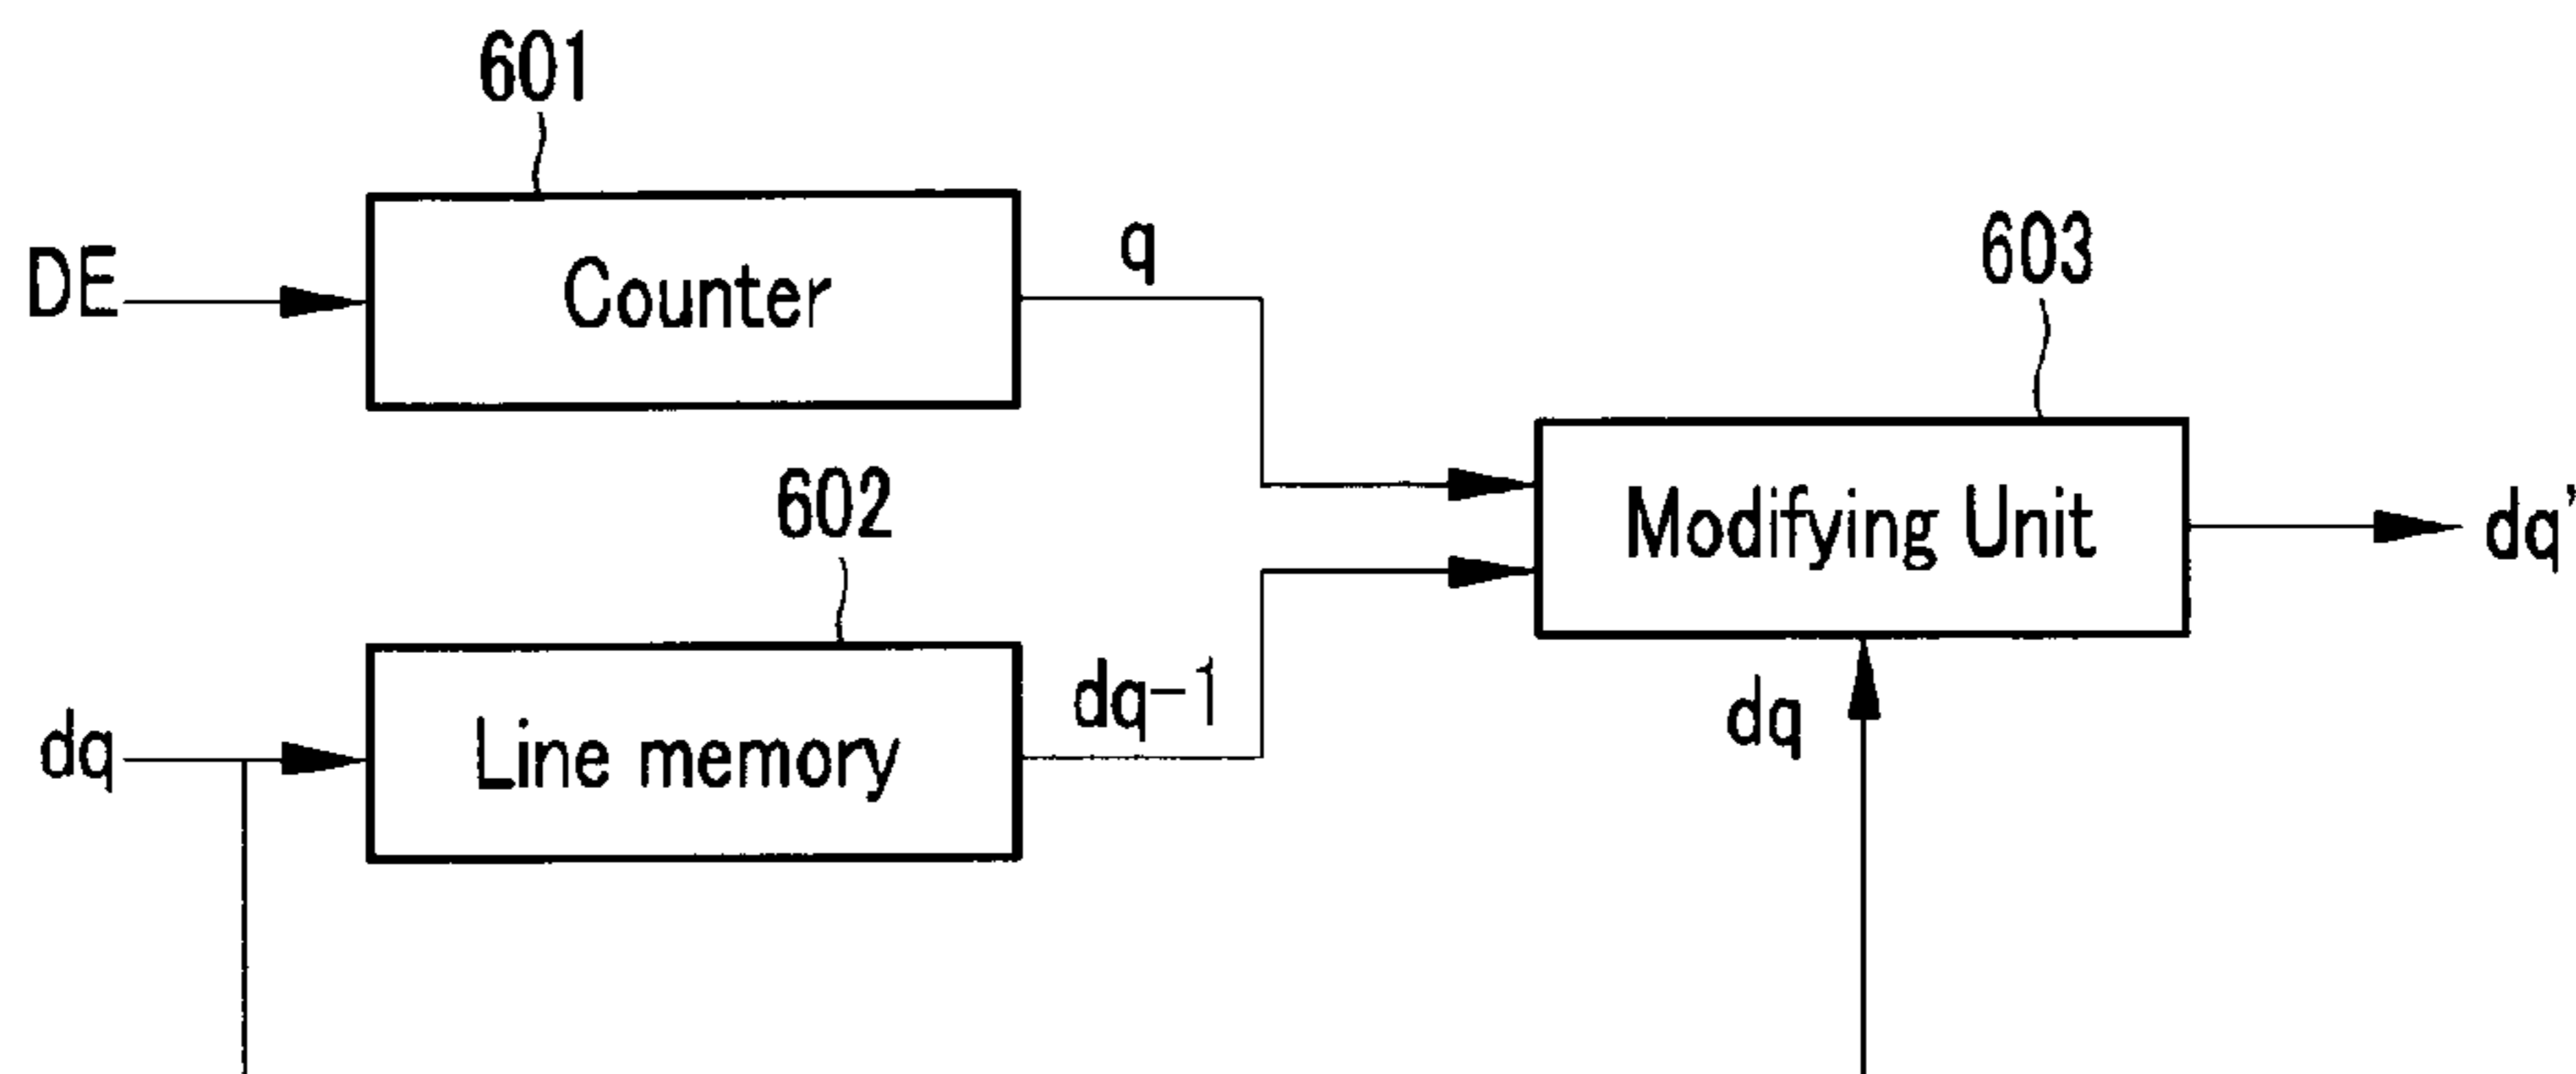 601
DE
Counter
q
603
602
Modifying Unit
dq'
dq
Line memory
dq-1
dq